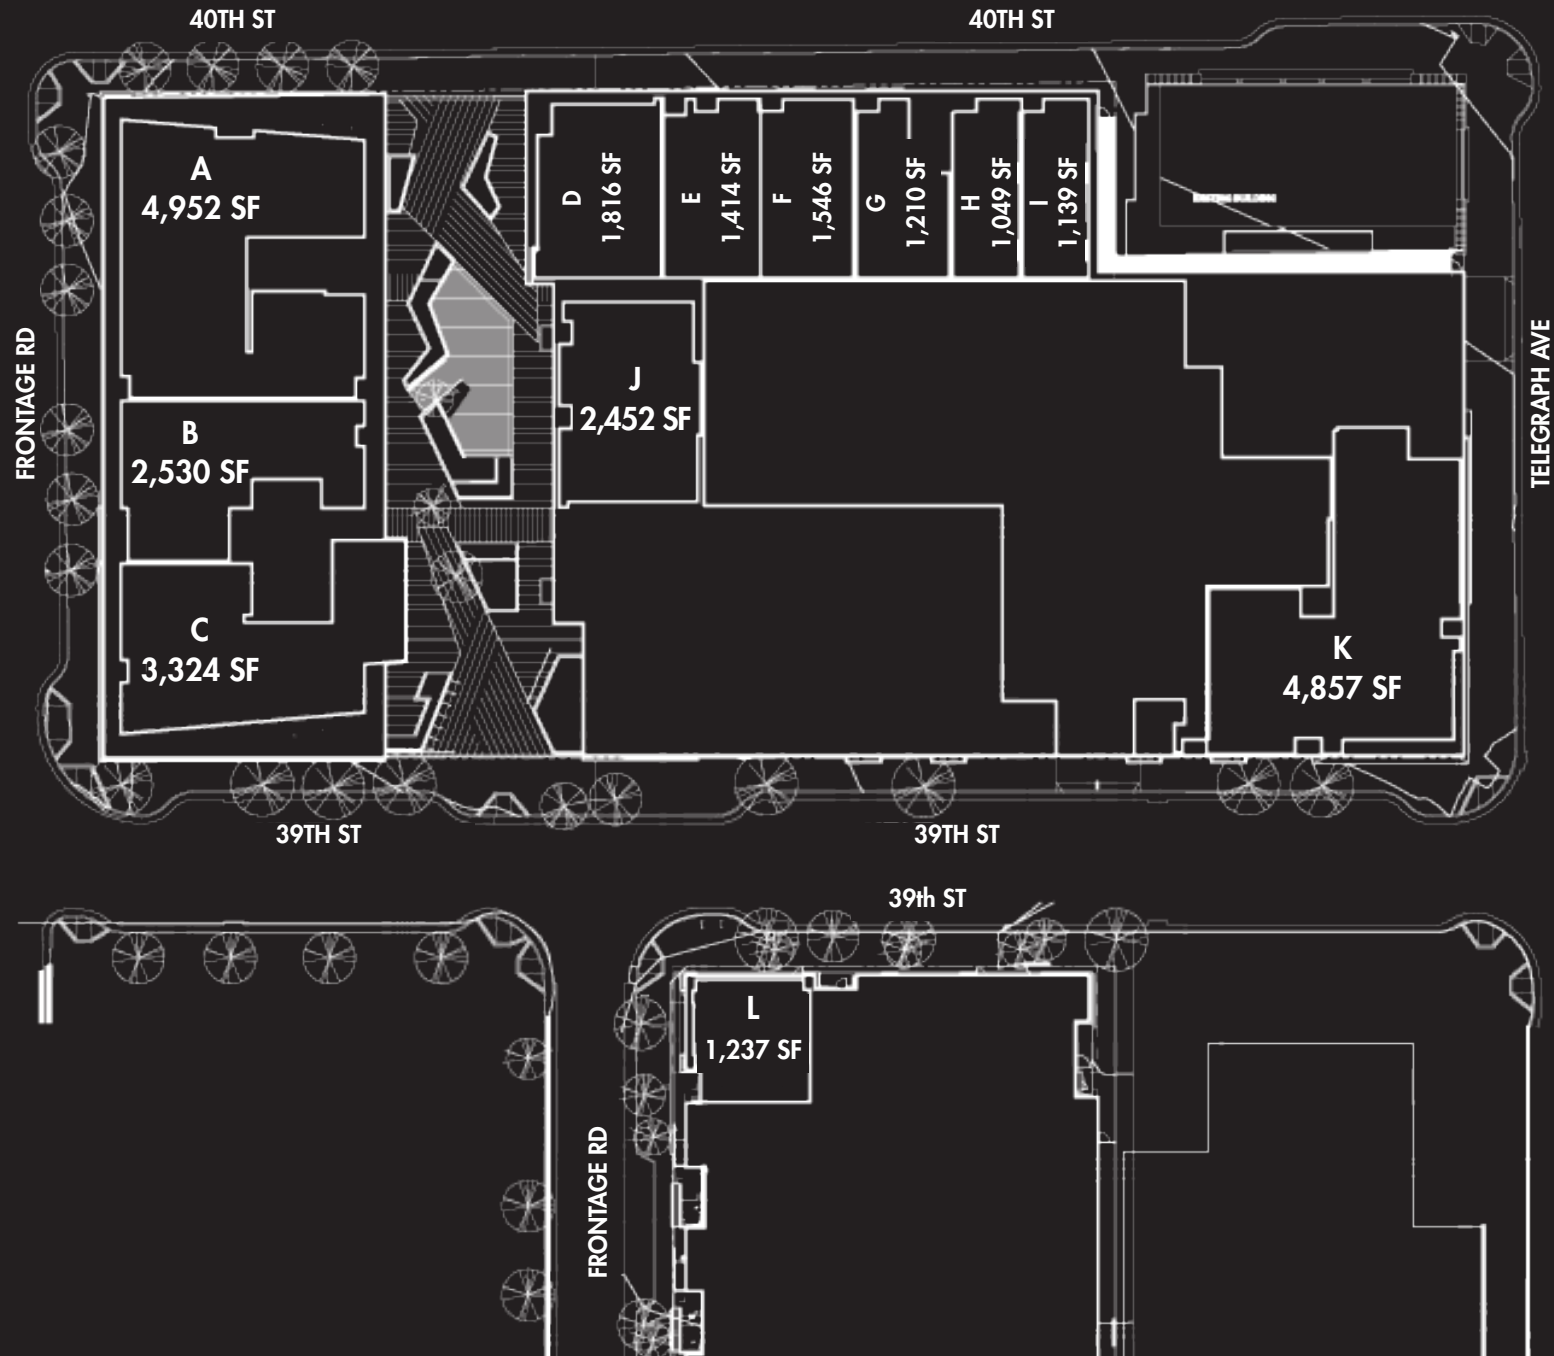 40TH ST
40TH ST
A
4,952 SF
D
1,816 SF
E
1,414 SF
F
1,546 SF
G
1,210 SF
H
1,049 SF
I
1,139 SF
EXISTING BUILDING
FRONTAGE RD
TELEGRAPH AVE
J
2,452 SF
B
2,530 SF
C
3,324 SF
K
4,857 SF
39TH ST
39TH ST
39th ST
L
1,237 SF
FRONTAGE RD